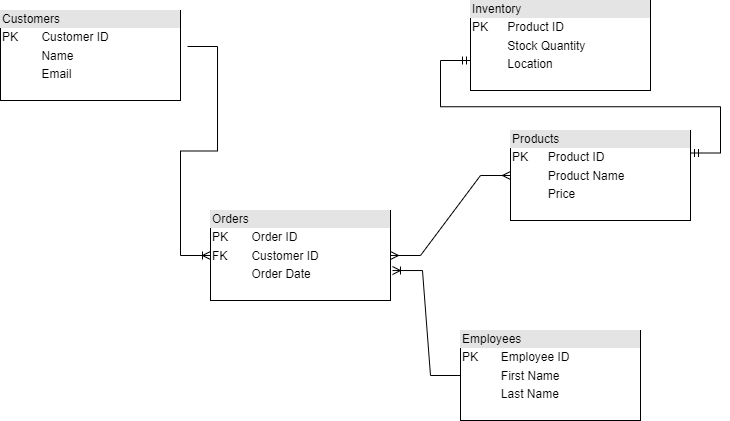 Customers
PK Customer ID
Name
Email
Inventory
PK Product ID
Stock Quantity
Location
Products
PK Product ID
Product Name
Price
Orders
PK Order ID
FK Customer ID
Order Date
Employees
PK Employee ID
First Name
Last Name